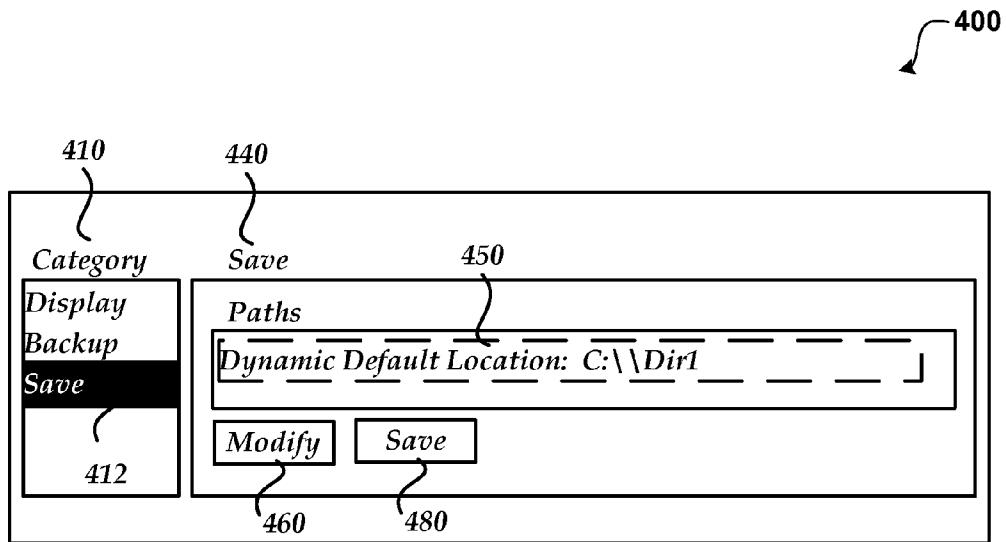 400
410
440
Category
Save
450
Display
Backup
Save
412
Paths
Dynamic Default Location: C:\\Dir1
Modify
Save
460
480